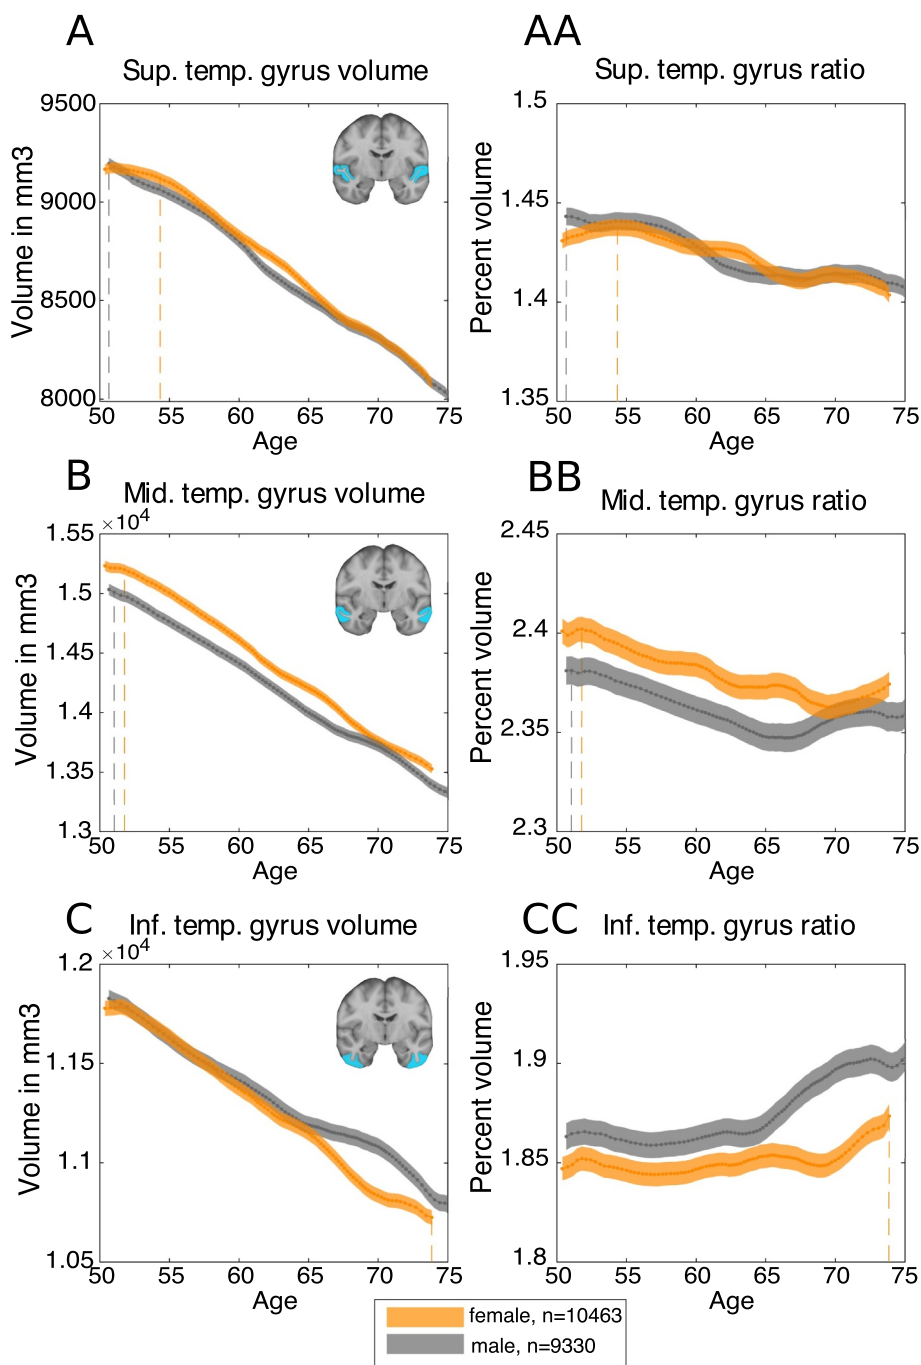 A
Sup. temp. gyrus volume
9500
9000
8500
8000
Volume in mm3
50 55 60 65 70 75
Age
AA
Sup. temp. gyrus ratio
1.5
1.45
1.4
1.35
Percent volume
50 55 60 65 70 75
Age
B
Mid. temp. gyrus volume
×10⁴
1.55
1.5
1.45
1.4
1.35
1.3
Volume in mm3
50 55 60 65 70 75
Age
BB
Mid. temp. gyrus ratio
2.45
2.4
2.35
2.3
Percent volume
50 55 60 65 70 75
Age
C
Inf. temp. gyrus volume
×10⁴
1.2
1.15
1.1
1.05
Volume in mm3
50 55 60 65 70 75
Age
CC
Inf. temp. gyrus ratio
1.95
1.9
1.85
1.8
Percent volume
50 55 60 65 70 75
Age
female, n=10463
male, n=9330